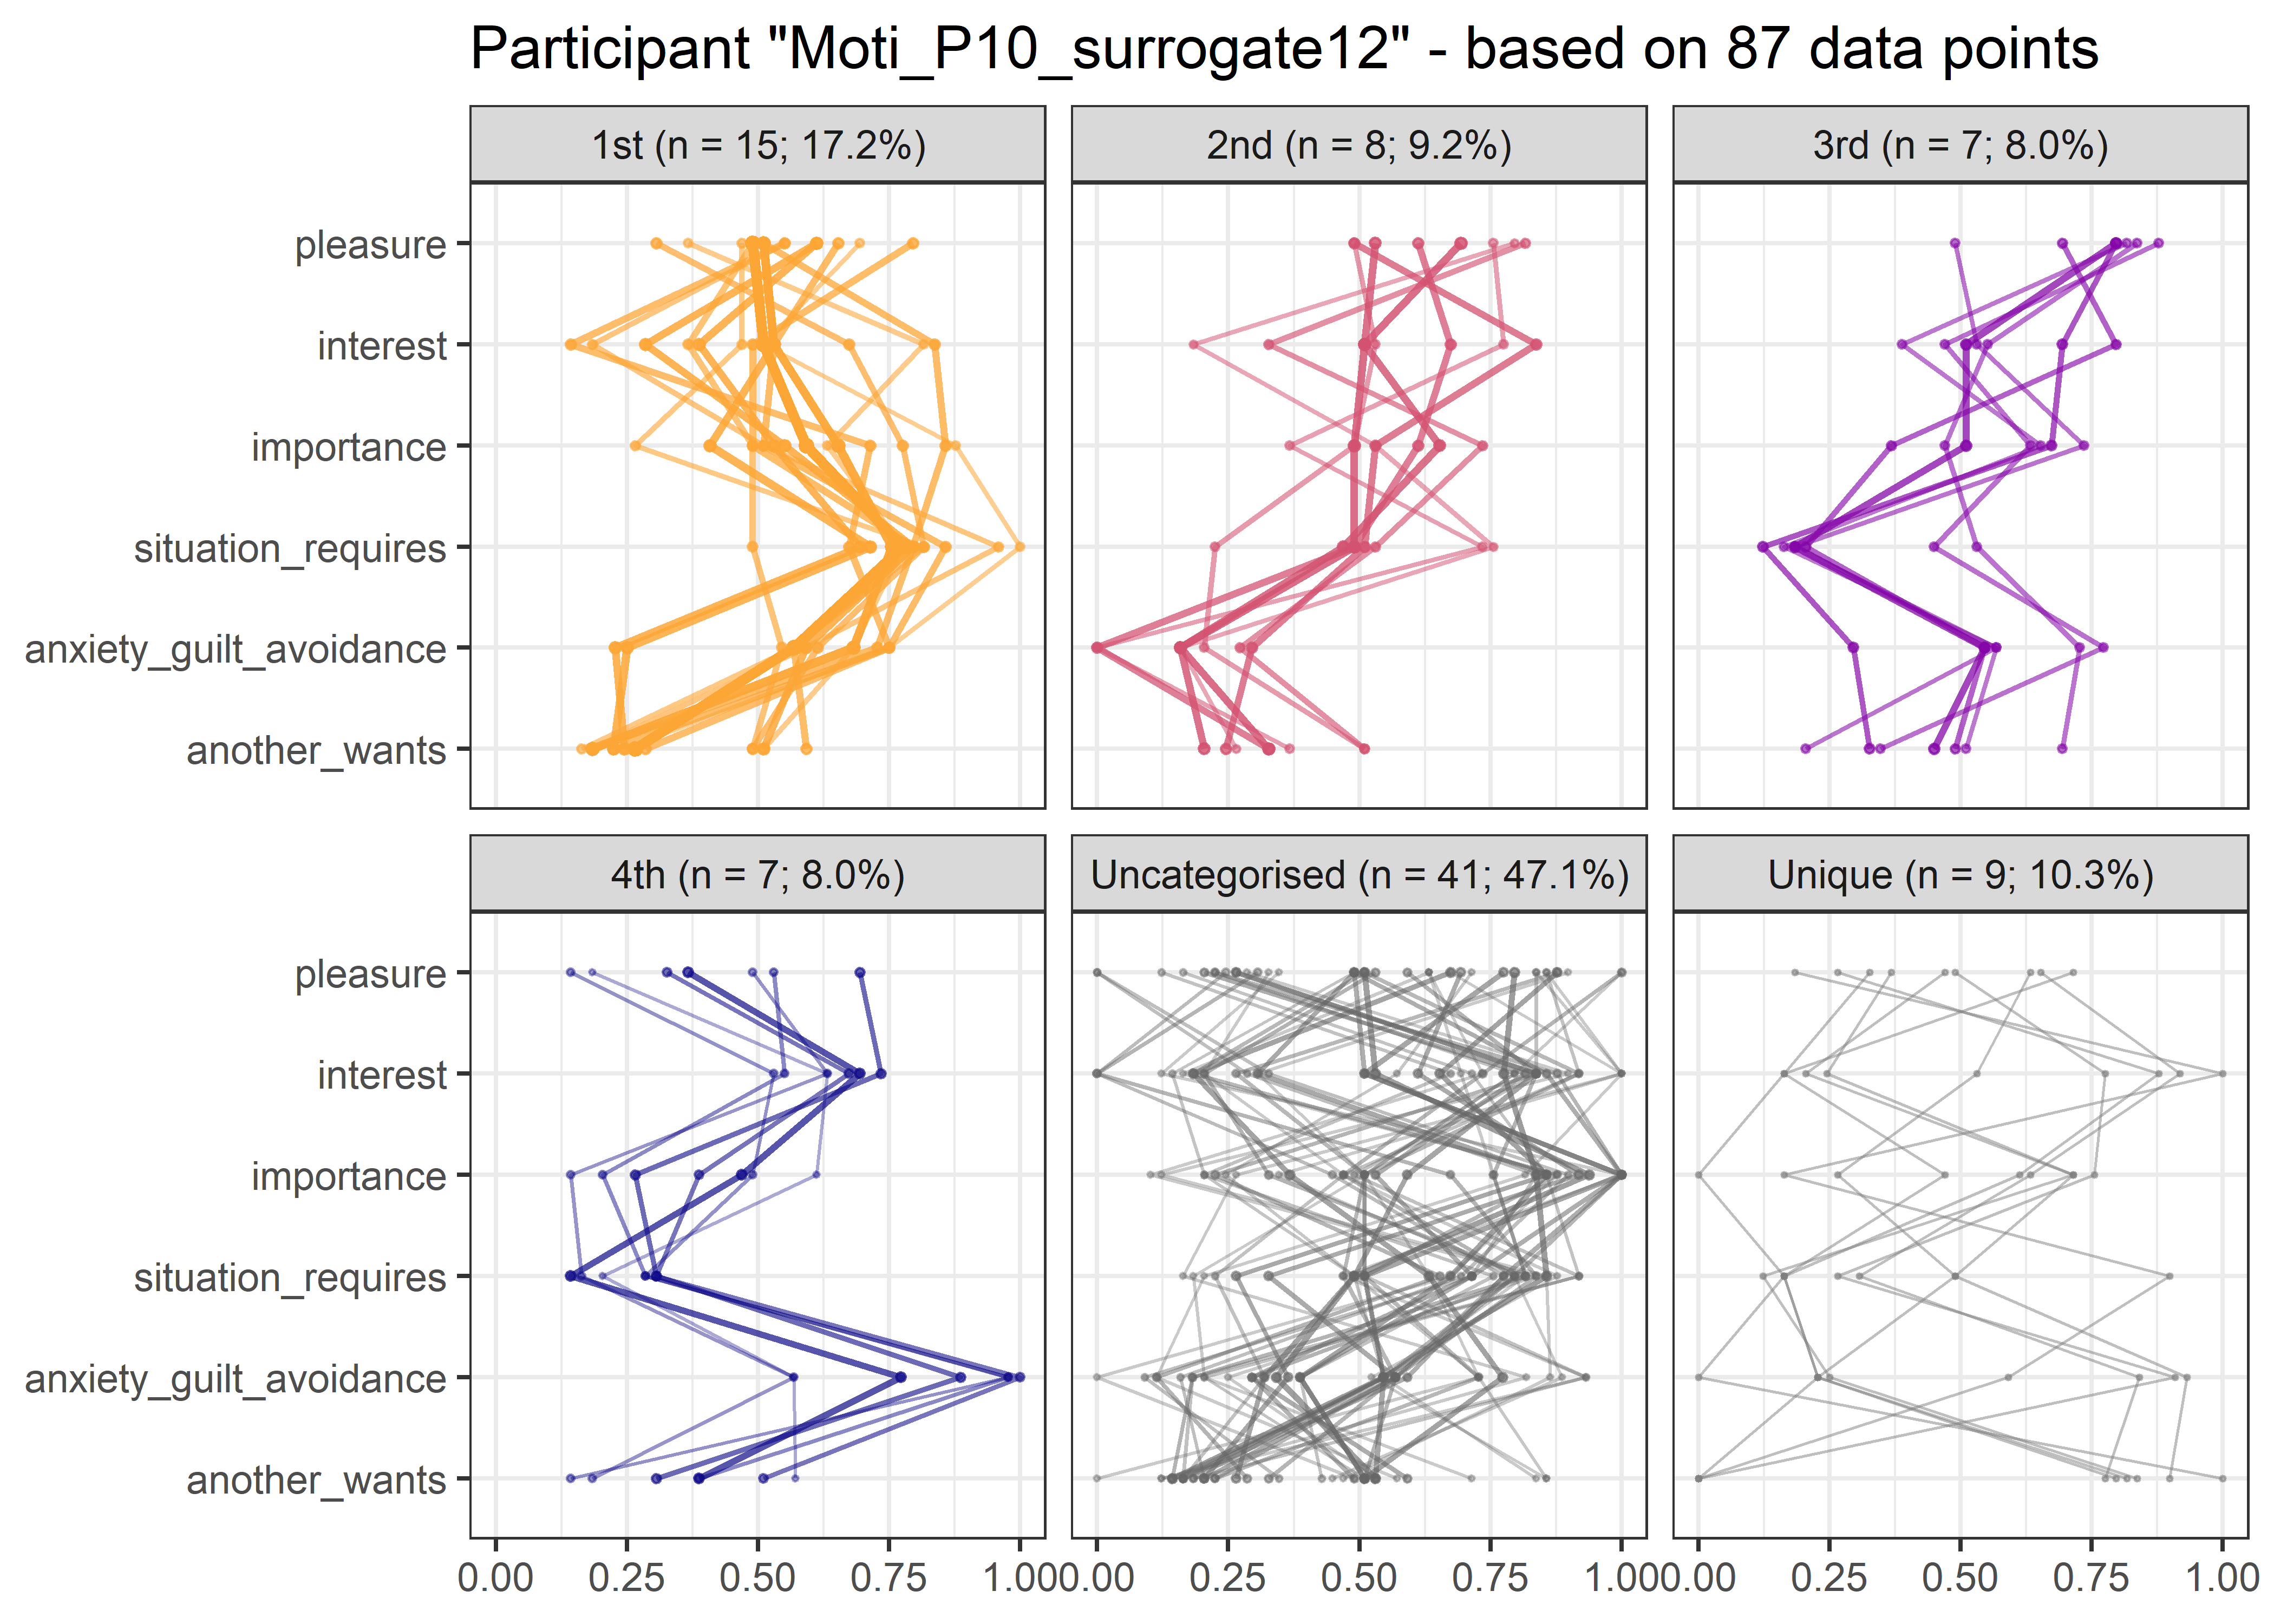 Participant "Moti_P10_surrogate12" - based on 87 data points
1st (n = 15; 17.2%)
2nd (n = 8; 9.2%)
3rd (n = 7; 8.0%)
pleasure
interest
importance
situation_requires
anxiety_guilt_avoidance
another_wants
4th (n = 7; 8.0%)
Uncategorised (n = 41; 47.1%)
Unique (n = 9; 10.3%)
pleasure
interest
importance
situation_requires
anxiety_guilt_avoidance
another_wants
0.00 0.25 0.50 0.75 1.00
0.00 0.25 0.50 0.75 1.00
0.00 0.25 0.50 0.75 1.00